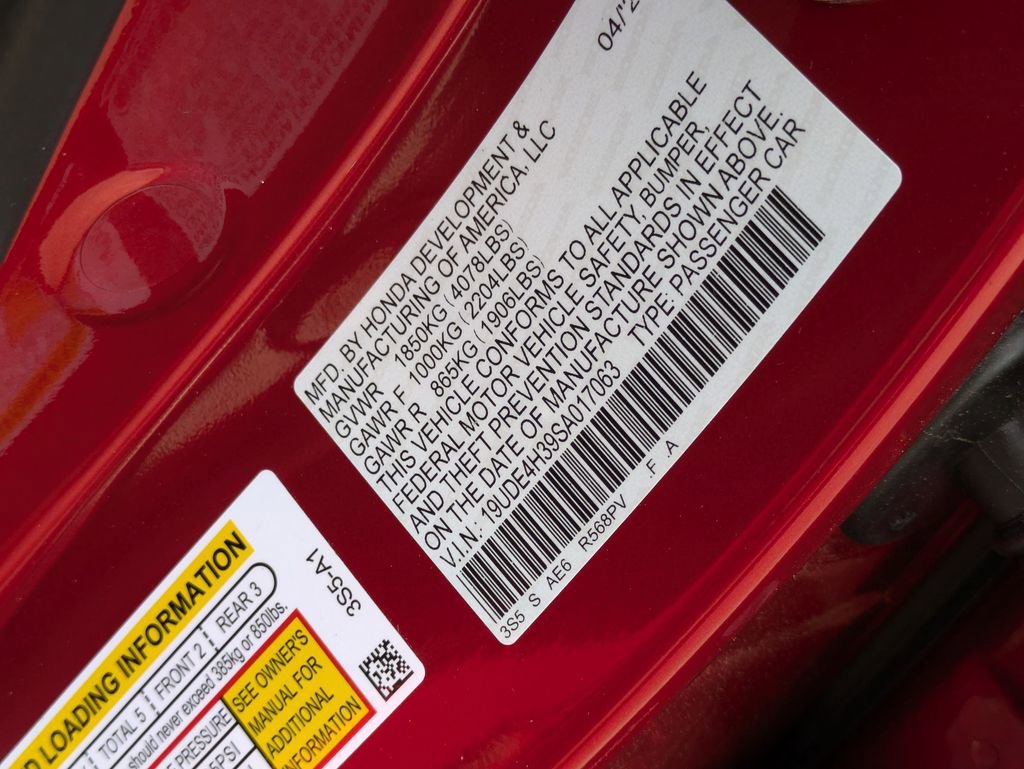 04/'2
MFD. BY HONDA DEVELOPMENT &
MANUFACTURING OF AMERICA, LLC
GVWR 1850KG (4078LBS)
GAWR F 1000KG (2204LBS)
GAWR R 865KG (1906LBS)
THIS VEHICLE CONFORMS TO ALL APPLICABLE
FEDERAL MOTOR VEHICLE SAFETY, BUMPER,
AND THEFT PREVENTION STANDARDS IN EFFECT
ON THE DATE OF MANUFACTURE SHOWN ABOVE.
V.I.N: 19UDE4H39SA017063 TYPE: PASSENGER CAR
3S5 S AE6 R568PV F A
LOADING INFORMATION
TOTAL 5 FRONT 2 REAR 3
should never exceed 385kg or 850lbs.
PRESSURE
PSI
SEE OWNER'S
MANUAL FOR
ADDITIONAL
INFORMATION
3S5-A1